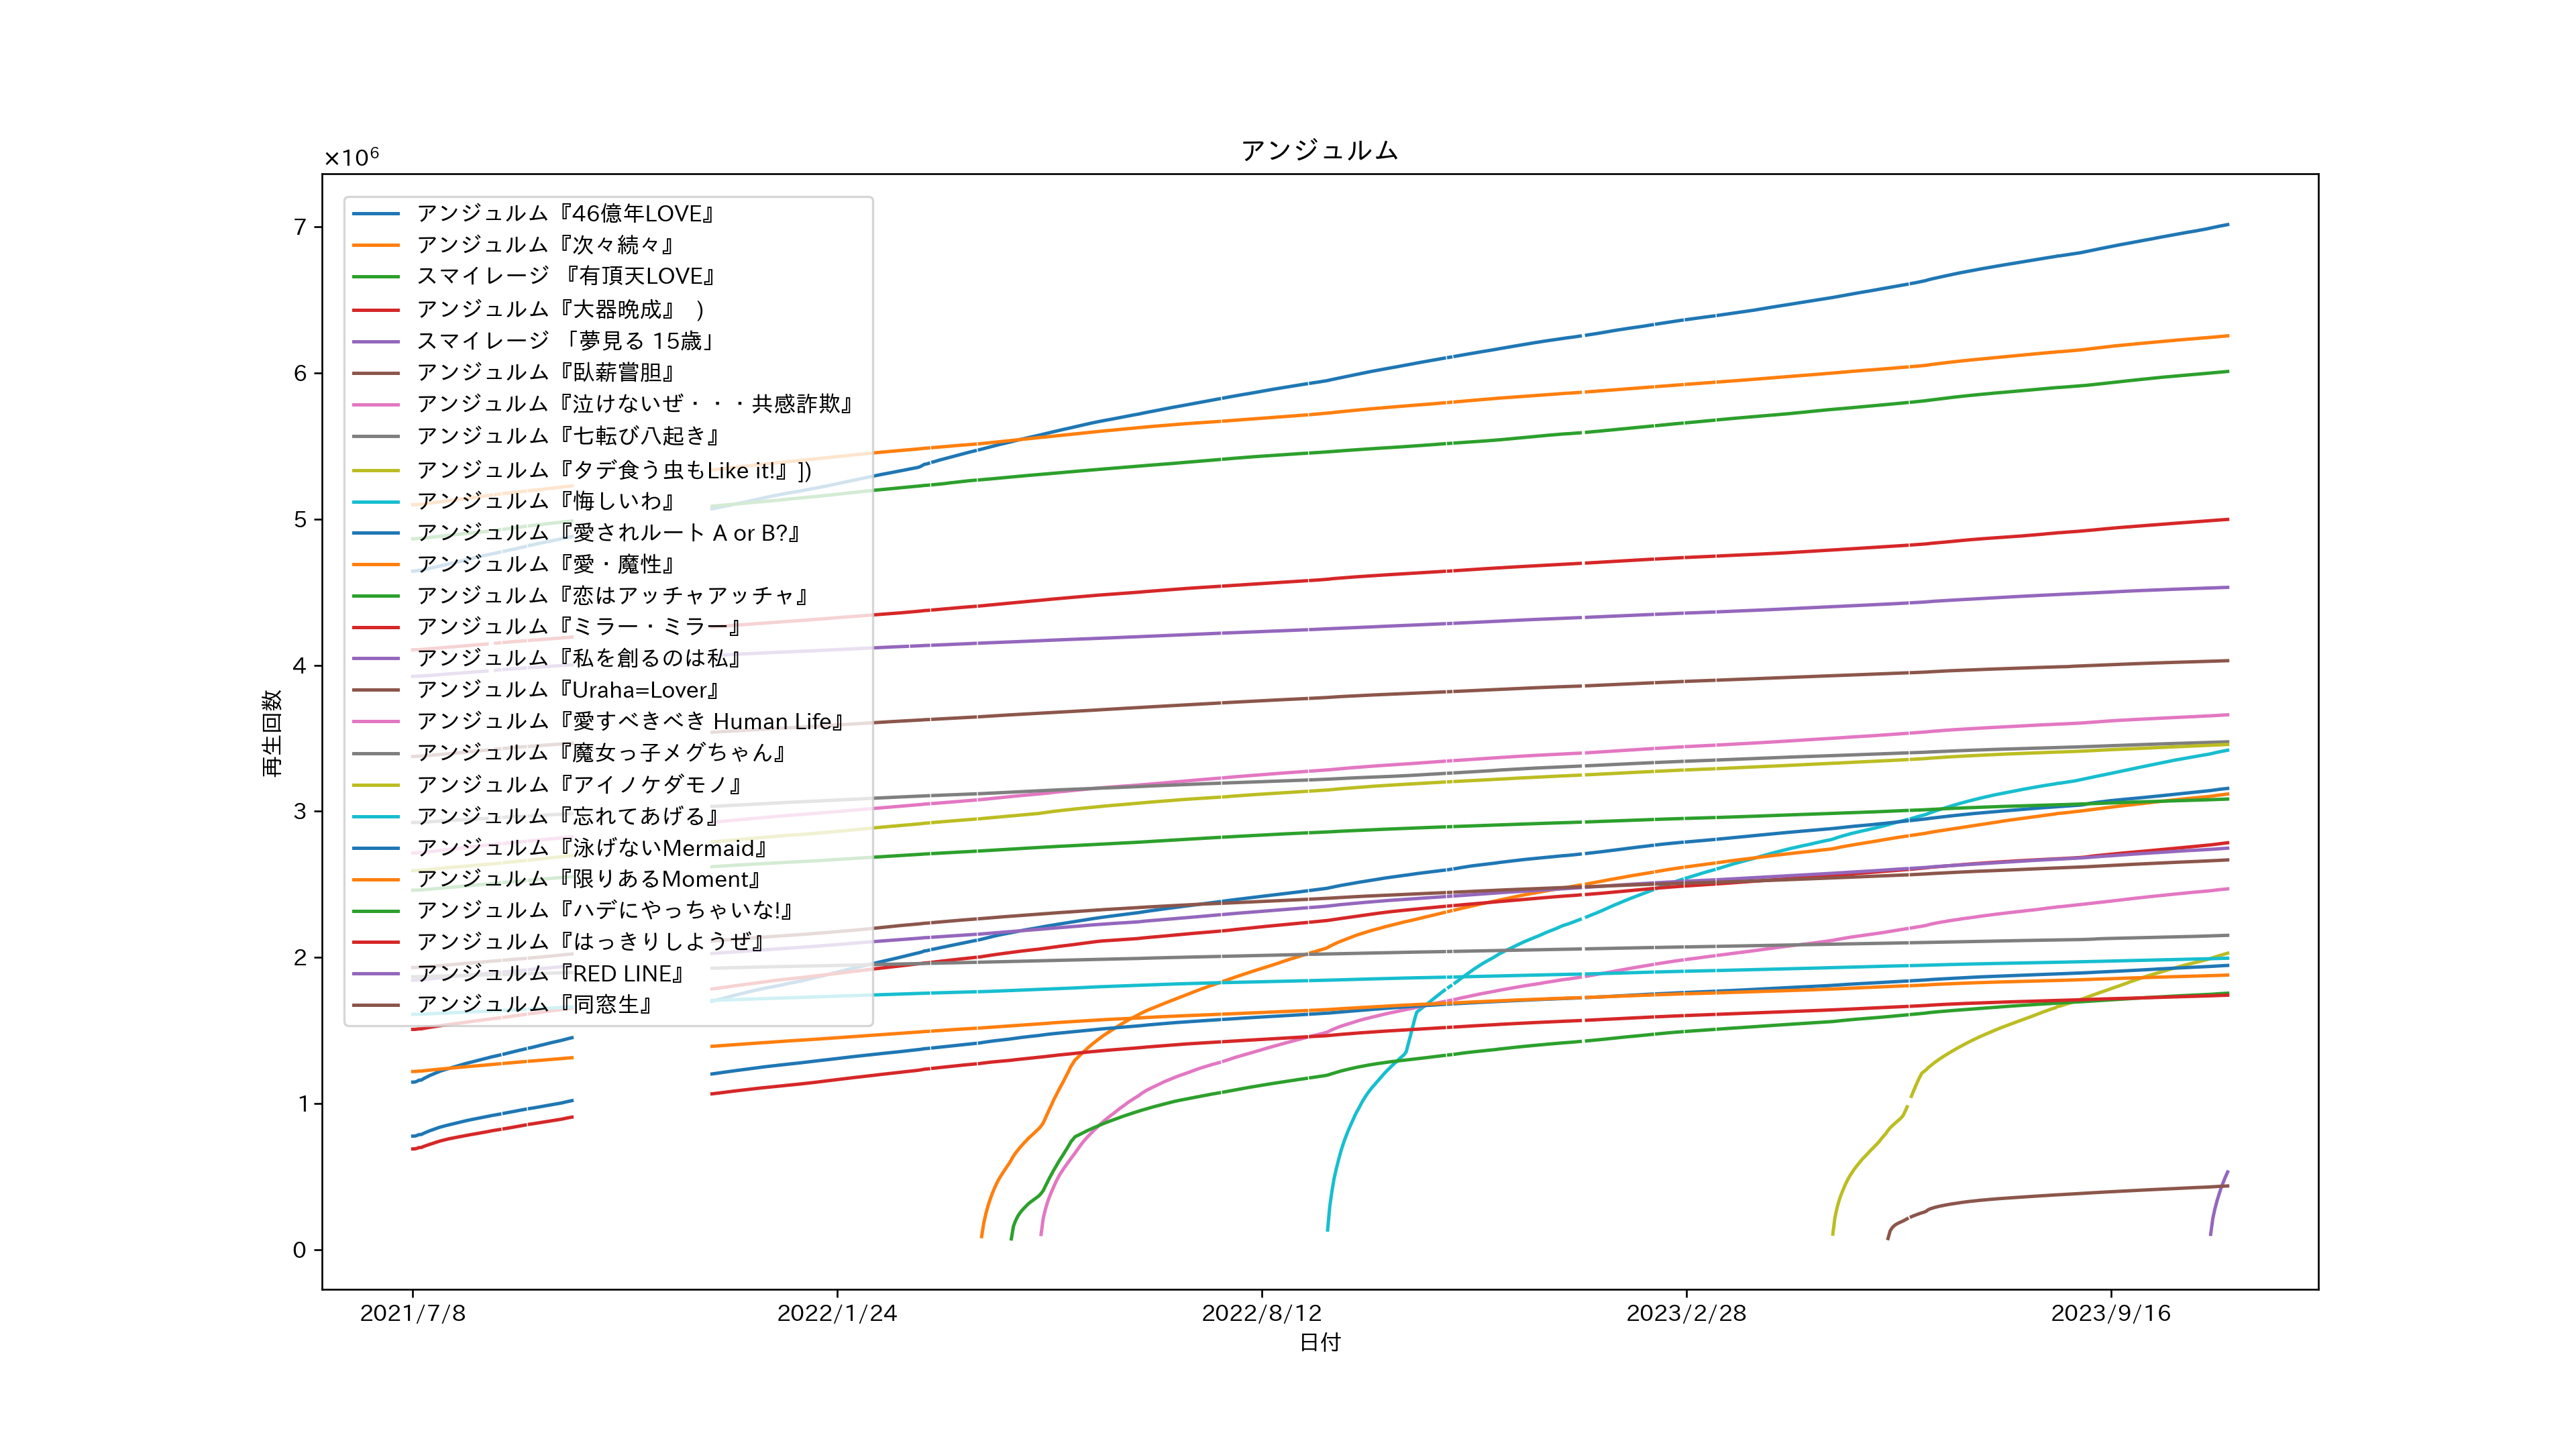 アンジュルム
×10⁶
アンジュルム『46億年LOVE』
アンジュルム『次々続々』
スマイレージ 『有頂天LOVE』
アンジュルム『大器晩成』 )
スマイレージ 「夢見る 15歳」
アンジュルム『臥薪嘗胆』
アンジュルム『泣けないぜ・・・共感詐欺』
アンジュルム『七転び八起き』
アンジュルム『タデ食う虫もLike it!』])
アンジュルム『悔しいわ』
アンジュルム『愛されルート A or B?』
アンジュルム『愛・魔性』
アンジュルム『恋はアッチャアッチャ』
アンジュルム『ミラー・ミラー』
アンジュルム『私を創るのは私』
アンジュルム『Uraha=Lover』
アンジュルム『愛すべきべき Human Life』
アンジュルム『魔女っ子メグちゃん』
アンジュルム『アイノケダモノ』
アンジュルム『忘れてあげる』
アンジュルム『泳げないMermaid』
アンジュルム『限りあるMoment』
アンジュルム『ハデにやっちゃいな!』
アンジュルム『はっきりしようぜ』
アンジュルム『RED LINE』
アンジュルム『同窓生』
7
6
5
4
3
2
1
0
再生回数
2021/7/8 2022/1/24 2022/8/12 2023/2/28 2023/9/16
日付